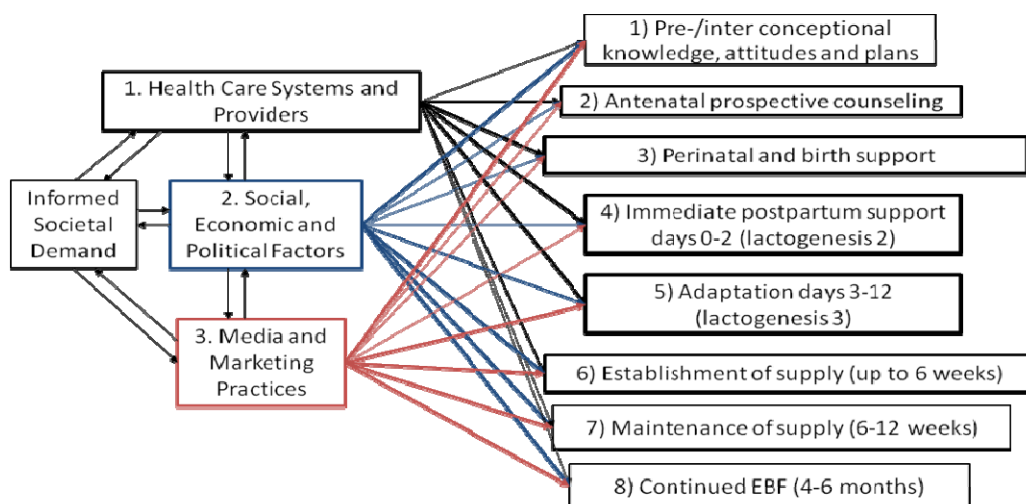 1. Health Care Systems and
Providers
Informed
Societal
Demand
2. Social,
Economic and
Political Factors
3. Media and
Marketing
Practices
1) Pre-/inter conceptional
knowledge, attitudes and plans
2) Antenatal prospective counseling
3) Perinatal and birth support
4) Immediate postpartum support
days 0-2 (lactogenesis 2)
5) Adaptation days 3-12
(lactogenesis 3)
6) Establishment of supply (up to 6 weeks)
7) Maintenance of supply (6-12 weeks)
8) Continued EBF (4-6 months)